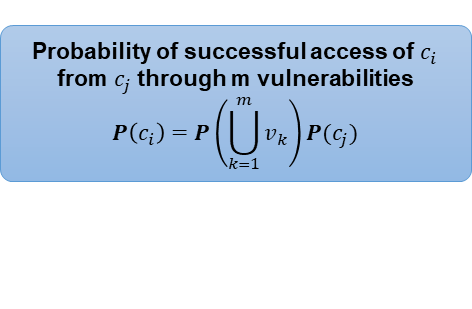 Probability of successful access of cᵢ
from cⱼ through m vulnerabilities
P(cᵢ) = P(⋃ₖ₌₁ᵐ vₖ) P(cⱼ)